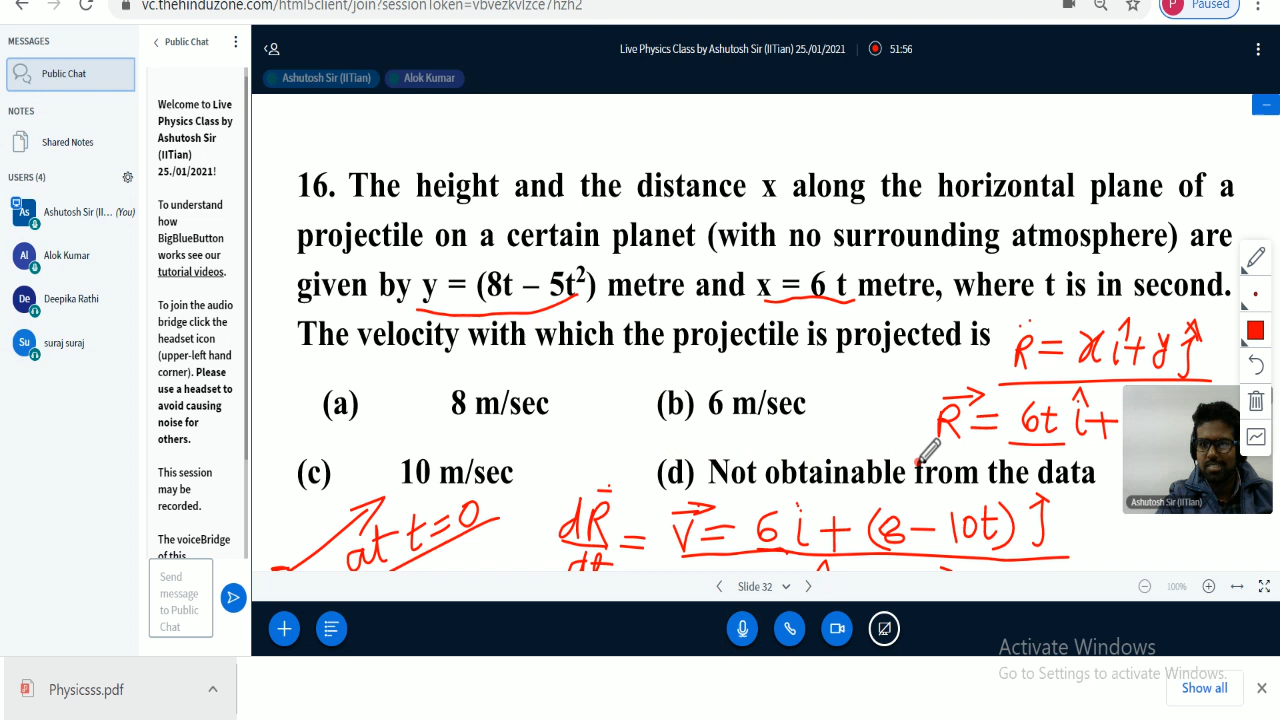 vc.thehinduzone.com/html5client/join?sessionToken=vbvezkvlzce7hzh2
P Paused
MESSAGES
Public Chat
NOTES
Shared Notes
USERS (4)
As Ashutosh Sir (II... (You)
Al Alok Kumar
De Deepika Rathi
Su suraj suraj
Public Chat
Welcome to Live
Physics Class by
Ashutosh Sir
(IITian)
25./01/2021!
To understand
how
BigBlueButton
works see our
tutorial videos.
To join the audio
bridge click the
headset icon
(upper-left hand
corner). Please
use a headset to
avoid causing
noise for
others.
This session
may be
recorded.
The voiceBridge
of this
Send
message
to Public
Chat
Live Physics Class by Ashutosh Sir (IITian) 25./01/2021 51:56
Ashutosh Sir (IITian) Alok Kumar
16. The height and the distance x along the horizontal plane of a
projectile on a certain planet (with no surrounding atmosphere) are
given by y = (8t – 5t²) metre and x = 6 t metre, where t is in second.
The velocity with which the projectile is projected is
R = x î + y ĵ
(a) 8 m/sec (b) 6 m/sec
R = 6t î +
(c) 10 m/sec (d) Not obtainable from the data
Ashutosh Sir (IITian)
at t=0
dR/dt = V = 6 i + (8 – 10t) J
Slide 32
100%
Activate Windows
Go to Settings to activate Windows.
Physicsss.pdf
Show all